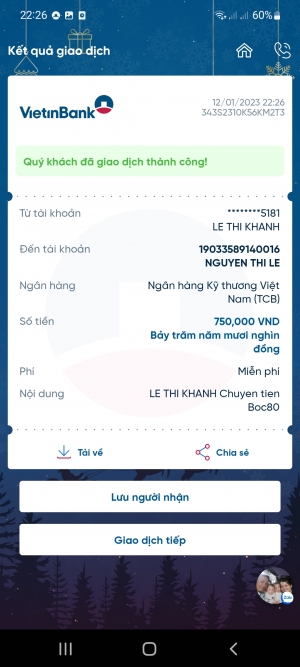 22:26
60%
Kết quả giao dịch
VietinBank
12/01/2023 22:26
343S2310K56KM2T3
Quý khách đã giao dịch thành công!
Từ tài khoản
********5181
LE THI KHANH
Đến tài khoản
19033589140016
NGUYEN THI LE
Ngân hàng
Ngân hàng Kỹ thương Việt
Nam (TCB)
Số tiền
750,000 VND
Bảy trăm năm mươi nghìn
đồng
Phí
Miễn phí
Nội dung
LE THI KHANH Chuyen tien
Boc80
Tải về
Chia sẻ
Lưu người nhận
Giao dịch tiếp
Zalo